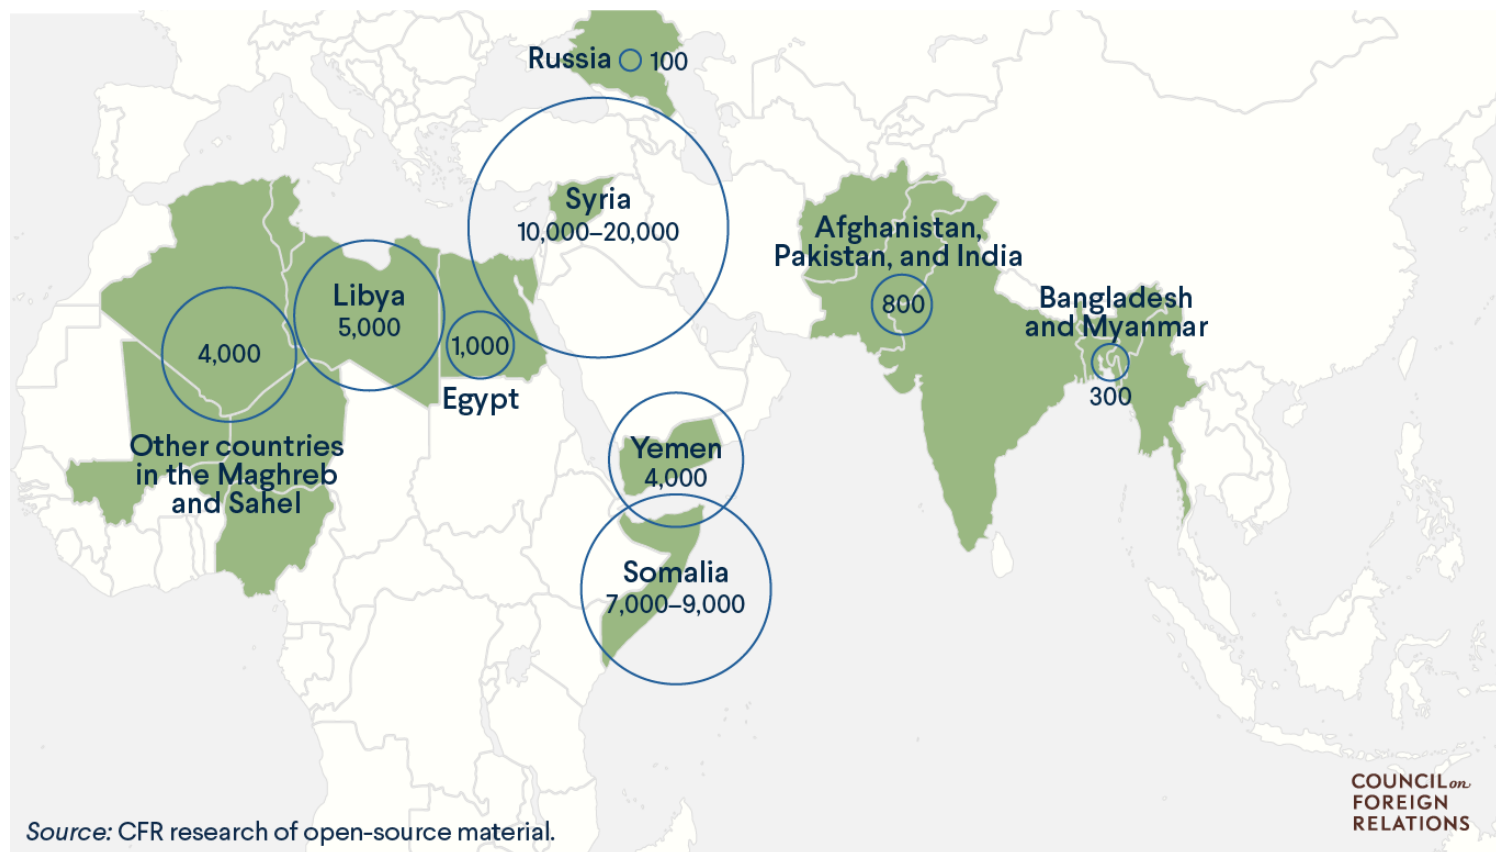 Russia 100
Syria
10,000–20,000
Afghanistan,
Pakistan, and India
800
Libya
5,000
Bangladesh
and Myanmar
300
4,000
1,000
Egypt
Other countries
in the Maghreb
and Sahel
Yemen
4,000
Somalia
7,000–9,000
COUNCIL on
FOREIGN
RELATIONS
Source: CFR research of open-source material.